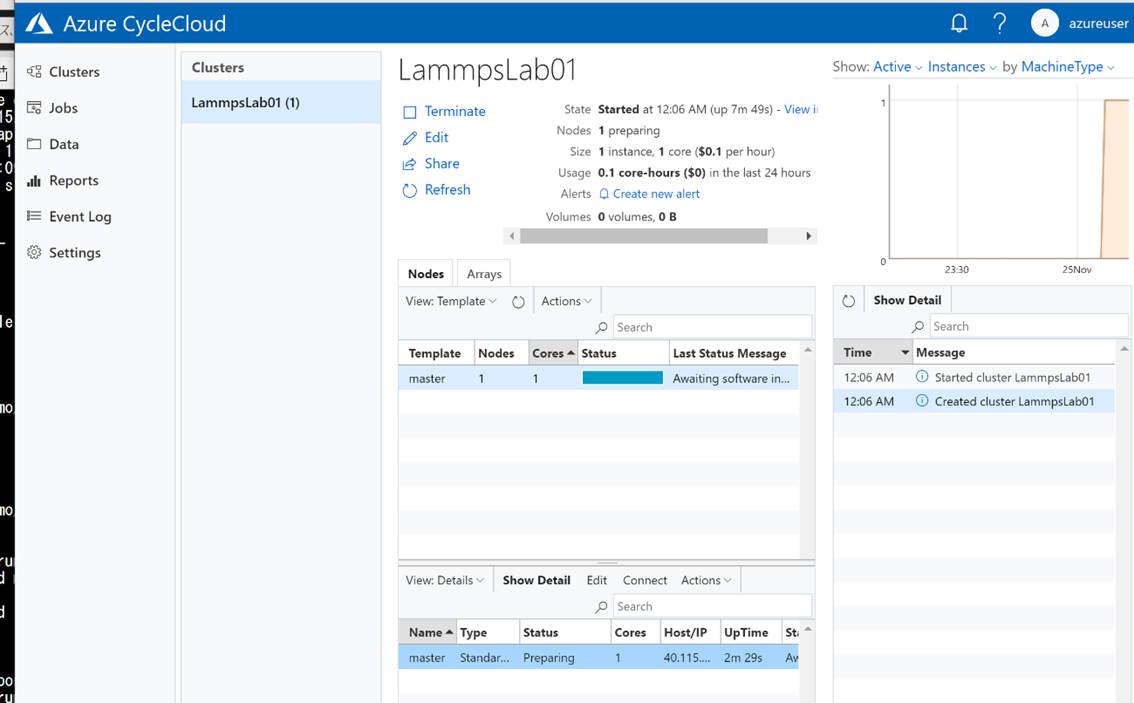 Azure CycleCloud
A
azureuser
Clusters
Jobs
Data
Reports
Event Log
Settings
Clusters
LammpsLab01 (1)
LammpsLab01
Terminate
Edit
Share
Refresh
State Started at 12:06 AM (up 7m 49s) - View i
Nodes 1 preparing
Size 1 instance, 1 core ($0.1 per hour)
Usage 0.1 core-hours ($0) in the last 24 hours
Alerts Create new alert
Volumes 0 volumes, 0 B
Show: Active Instances by MachineType
1
0
23:30 25Nov
Nodes Arrays
View: Template Actions
Search
Template Nodes Cores Status Last Status Message
master 1 1 Awaiting software in...
View: Details Show Detail Edit Connect Actions
Search
Name Type Status Cores Host/IP UpTime Sta
master Standar... Preparing 1 40.115.... 2m 29s Aw
Show Detail
Search
Time Message
12:06 AM Started cluster LammpsLab01
12:06 AM Created cluster LammpsLab01